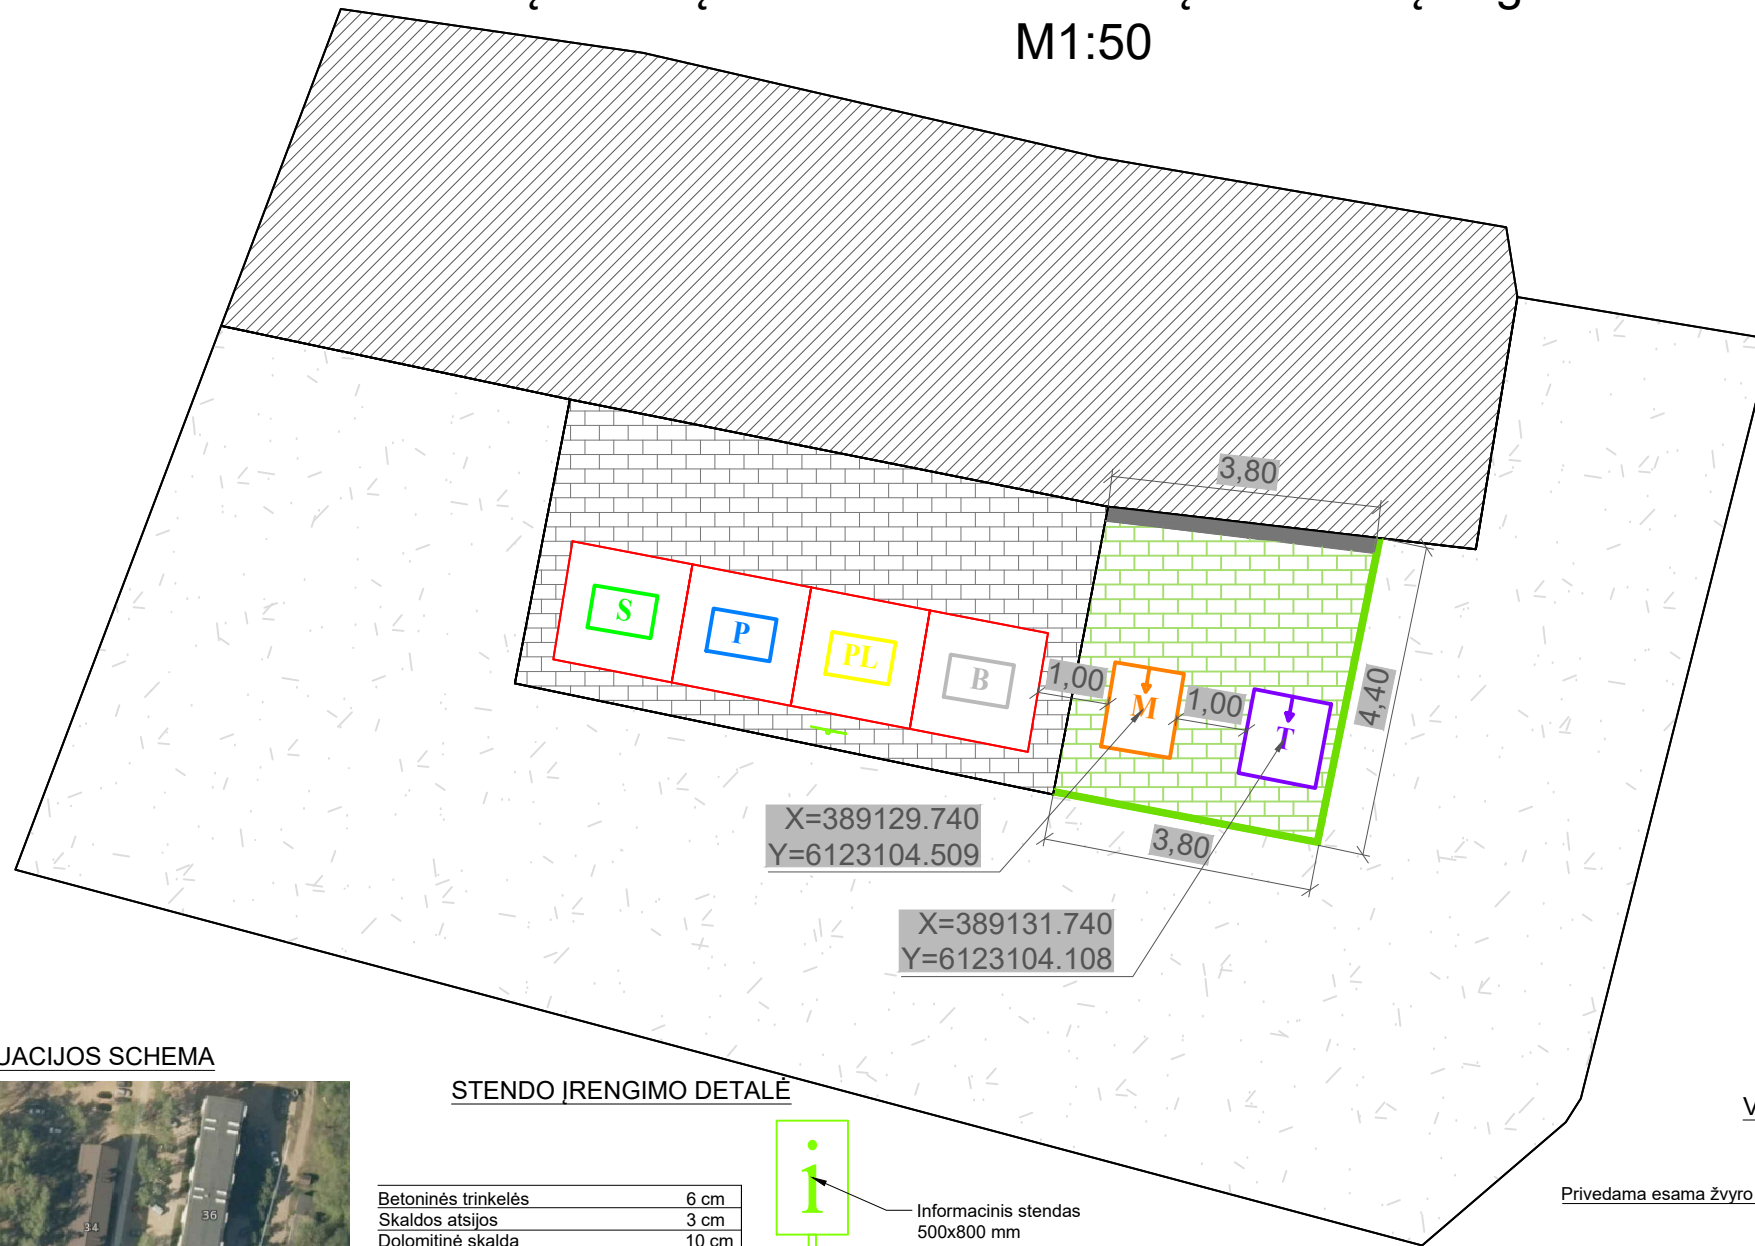 M1:50
3,80
S
P
PL
B
1,00
M
1,00
T
4,40
X=389129.740
Y=6123104.509
3,80
X=389131.740
Y=6123104.108
UACIJOS SCHEMA
34
36
STENDO ĮRENGIMO DETALĖ
Betoninės trinkelės 6 cm
Skaldos atsijos 3 cm
Dolomitinė skalda 10 cm
i
Informacinis stendas
500x800 mm
V
Privedama esama žvyro